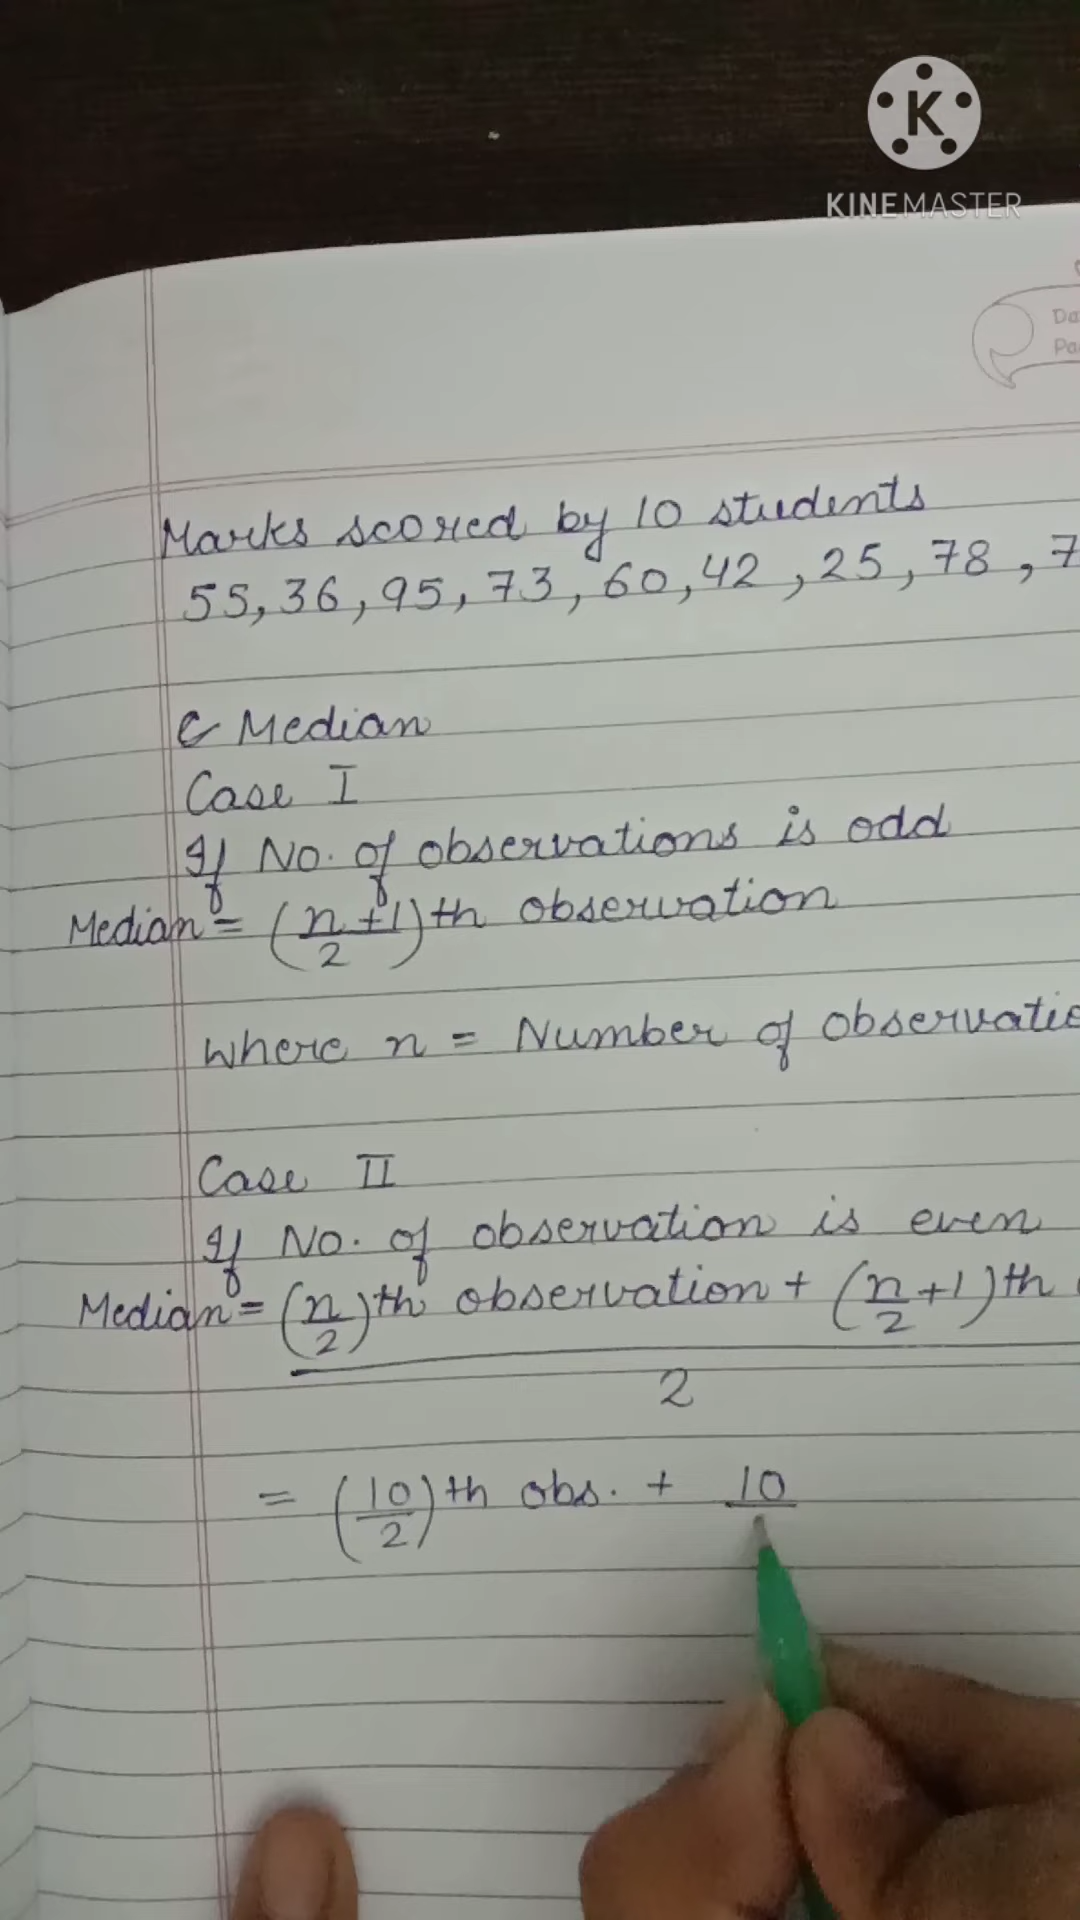 KINEMASTER
Marks scored by 10 students
55, 36, 95, 73, 60, 42, 25, 78, 7
Median
Case I
If No. of observations is odd
Median = (n+1/2)th observation
where n = Number of
Case II
If No. of observation is even
Median = (n/2)th observation + (n/2+1)th
2
= (10/2)th obs. + 10